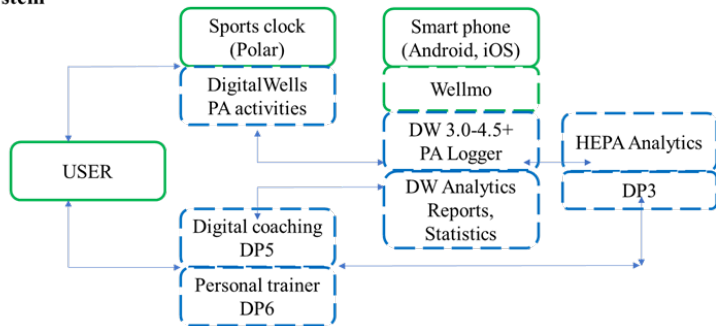 stem
Sports clock
(Polar)
DigitalWells
PA activities
Smart phone
(Android, iOS)
Wellmo
DW 3.0-4.5+
PA Logger
DW Analytics
Reports,
Statistics
HEPA Analytics
DP3
USER
Digital coaching
DP5
Personal trainer
DP6